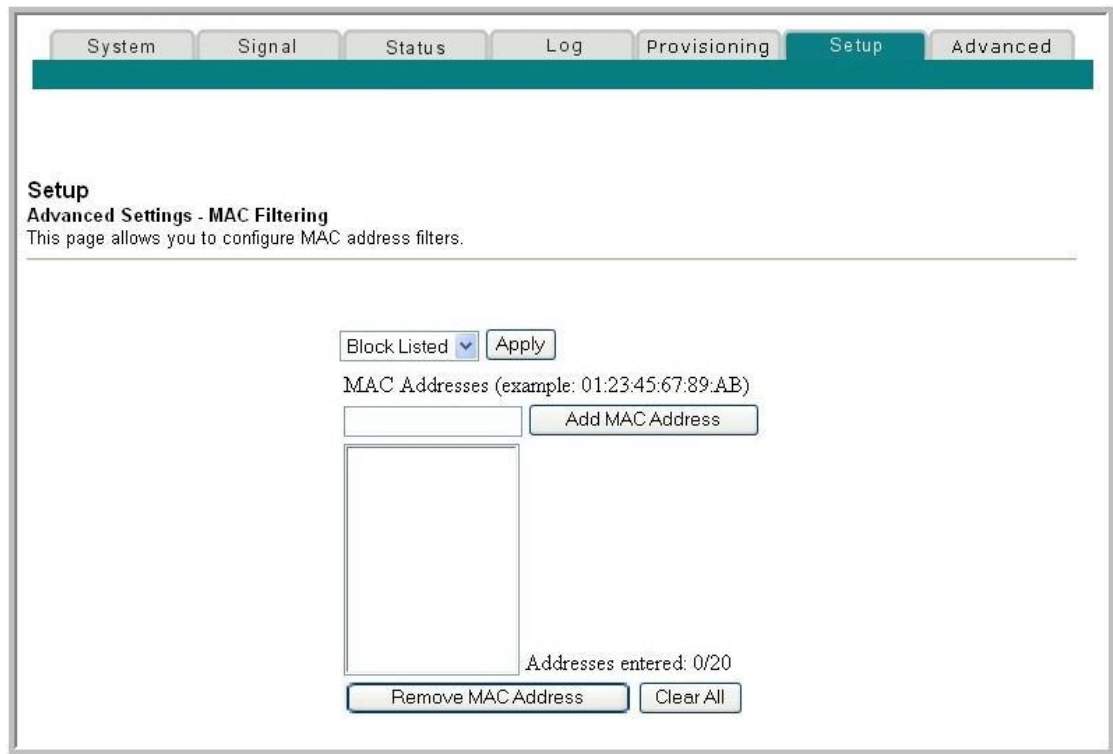 System Signal Status Log Provisioning Setup Advanced
Setup
Advanced Settings - MAC Filtering
This page allows you to configure MAC address filters.
Block Listed Apply
MAC Addresses (example: 01:23:45:67:89:AB)
Add MAC Address
Addresses entered: 0/20
Remove MAC Address Clear All